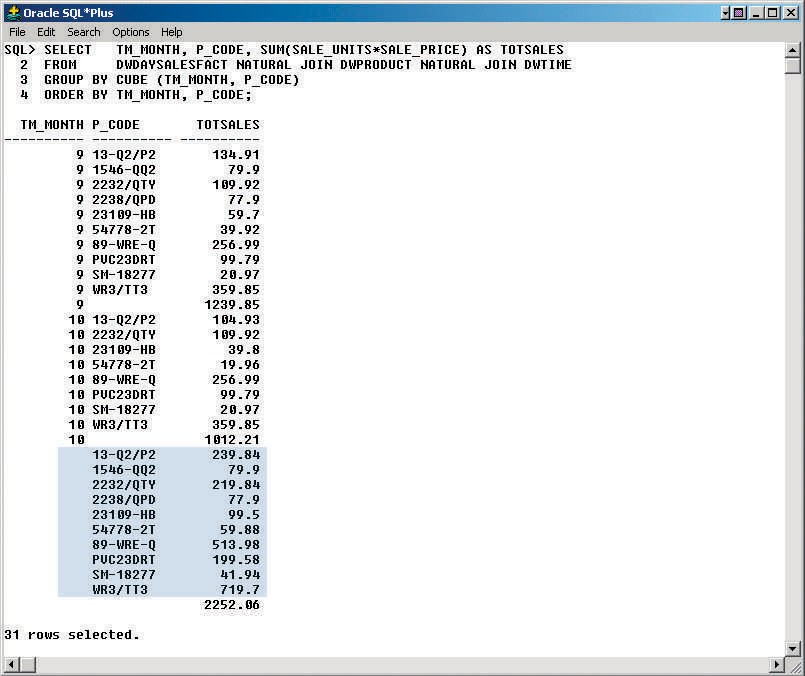 Oracle SQL*Plus
File Edit Search Options Help
SQL> SELECT TM_MONTH, P_CODE, SUM(SALE_UNITS*SALE_PRICE) AS TOTSALES
2 FROM DWDAYSALESFACT NATURAL JOIN DWPRODUCT NATURAL JOIN DWTIME
3 GROUP BY CUBE (TM_MONTH, P_CODE)
4 ORDER BY TM_MONTH, P_CODE;
TM_MONTH P_CODE TOTSALES
---------- ---------- ----------
9 13-Q2/P2 134.91
9 1546-QQ2 79.9
9 2232/QTY 109.92
9 2238/QPD 77.9
9 23109-HB 59.7
9 54778-2T 39.92
9 89-WRE-Q 256.99
9 PVC23DRT 99.79
9 SM-18277 20.97
9 WR3/TT3 359.85
9 1239.85
10 13-Q2/P2 104.93
10 2232/QTY 109.92
10 23109-HB 39.8
10 54778-2T 19.96
10 89-WRE-Q 256.99
10 PVC23DRT 99.79
10 SM-18277 20.97
10 WR3/TT3 359.85
10 1012.21
13-Q2/P2 239.84
1546-QQ2 79.9
2232/QTY 219.84
2238/QPD 77.9
23109-HB 99.5
54778-2T 59.88
89-WRE-Q 513.98
PVC23DRT 199.58
SM-18277 41.94
WR3/TT3 719.7
2252.06
31 rows selected.